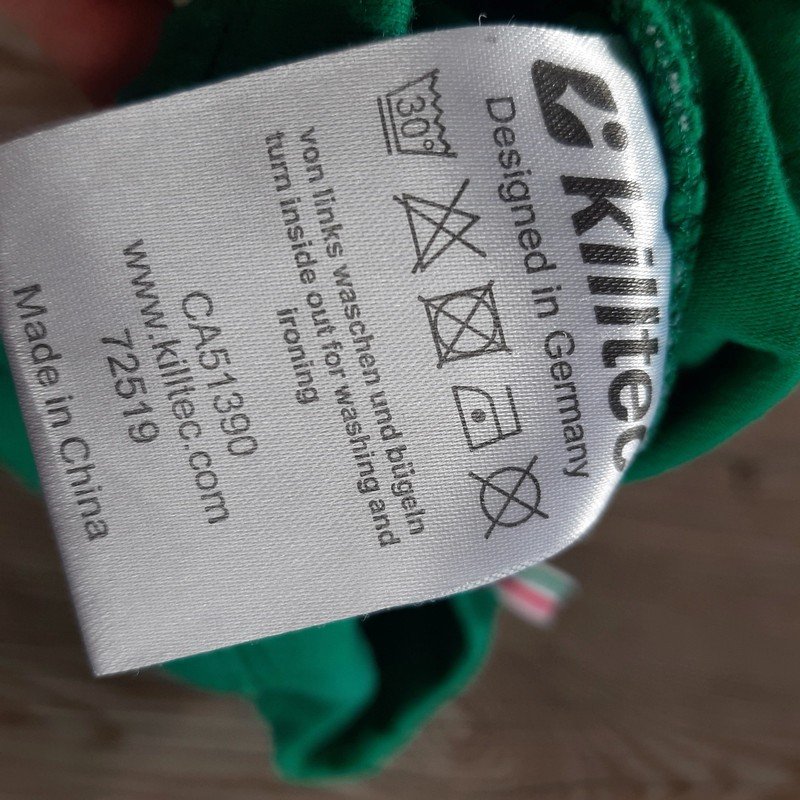 killtec
Designed in Germany
30°
von links waschen und bügeln
turn inside out for washing and
ironing
CA51390
www.killtec.com
72519
Made in China